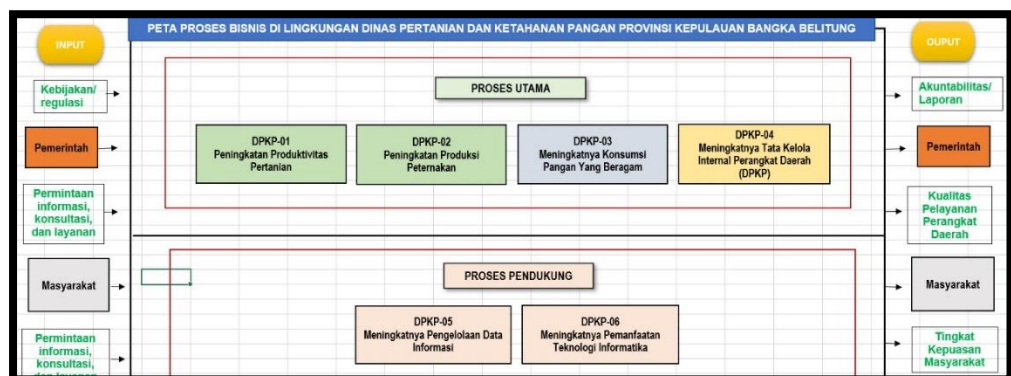 PETA PROSES BISNIS DI LINGKUNGAN DINAS PERTANIAN DAN KETAHANAN PANGAN PROVINSI KEPULAUAN BANGKA BELITUNG
INPUT
Kebijakan/
regulasi
Pemerintah
Permintaan
informasi,
konsultasi,
dan layanan
Masyarakat
Permintaan
informasi,
konsultasi,
dan layanan
PROSES UTAMA
DPKP-01
Peningkatan Produktivitas
Pertanian
DPKP-02
Peningkatan Produksi
Peternakan
DPKP-03
Meningkatnya Konsumsi
Pangan Yang Beragam
DPKP-04
Meningkatnya Tata Kelola
Internal Perangkat Daerah
(DPKP)
PROSES PENDUKUNG
DPKP-05
Meningkatnya Pengelolaan Data
Informasi
DPKP-06
Meningkatnya Pemanfaatan
Teknologi Informatika
OUPUT
Akuntabilitas/
Laporan
Pemerintah
Kualitas
Pelayanan
Perangkat
Daerah
Masyarakat
Tingkat
Kepuasan
Masyarakat